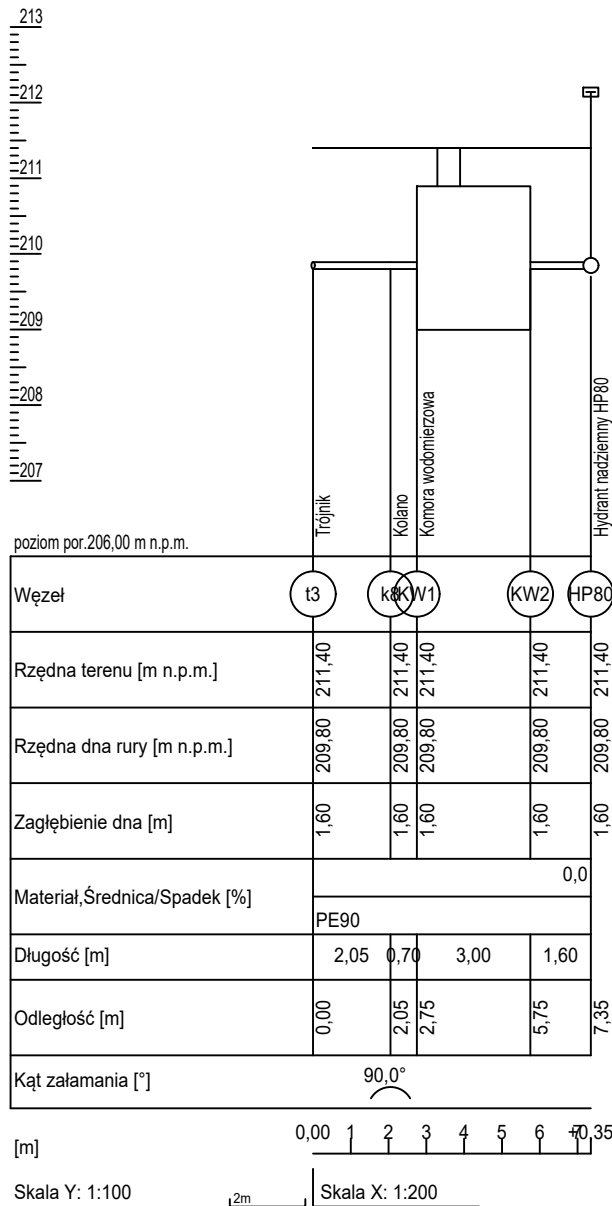 213
212
211
210
209
208
207
Trójnik
Kolano
Komora wodomierzowa
Hydrant nadziemny HP80
poziom por.206,00 m n.p.m.
Węzeł t3 k8 KW1 KW2 HP80
Rzędna terenu [m n.p.m.] 211,40 211,40 211,40 211,40 211,40
Rzędna dna rury [m n.p.m.] 209,80 209,80 209,80 209,80 209,80
Zagłębienie dna [m] 1,60 1,60 1,60 1,60 1,60
0,0
Materiał,Średnica/Spadek [%]
PE90
Długość [m] 2,05 0,70 3,00 1,60
Odległość [m] 0,00 2,05 2,75 5,75 7,35
Kąt załamania [°] 90,0°
[m] 0,00 1 2 3 4 5 6
Skala Y: 1:100 2m Skala X: 1:200